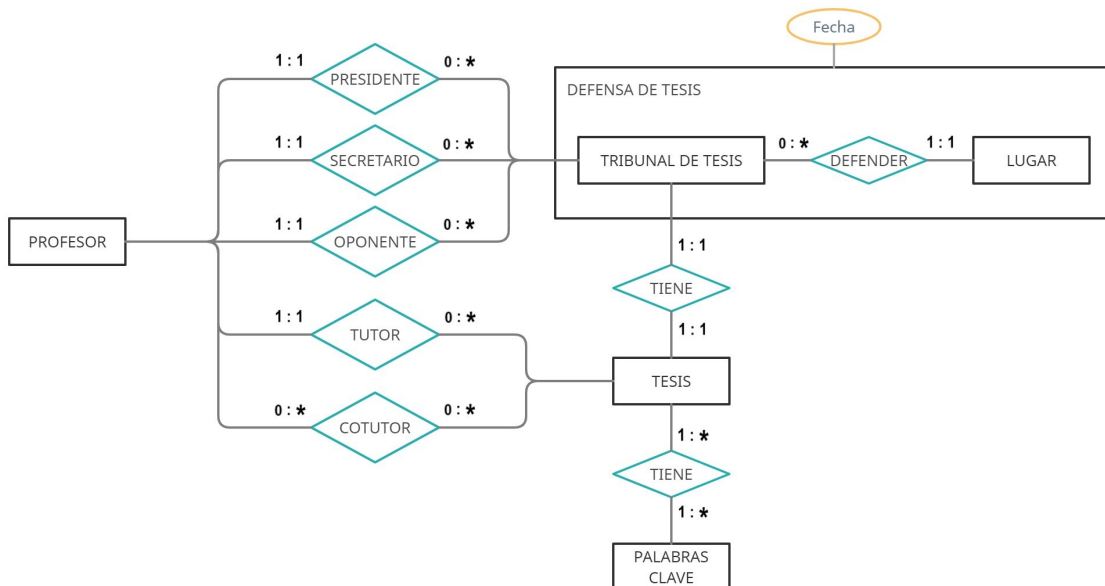 Fecha
1 : 1
PRESIDENTE
0 : *
DEFENSA DE TESIS
1 : 1
SECRETARIO
0 : *
TRIBUNAL DE TESIS
0 : *
DEFENDER
1 : 1
LUGAR
PROFESOR
1 : 1
OPONENTE
0 : *
1 : 1
TIENE
1 : 1
1 : 1
TUTOR
0 : *
TESIS
0 : *
COTUTOR
0 : *
1 : *
TIENE
1 : *
PALABRAS
CLAVE